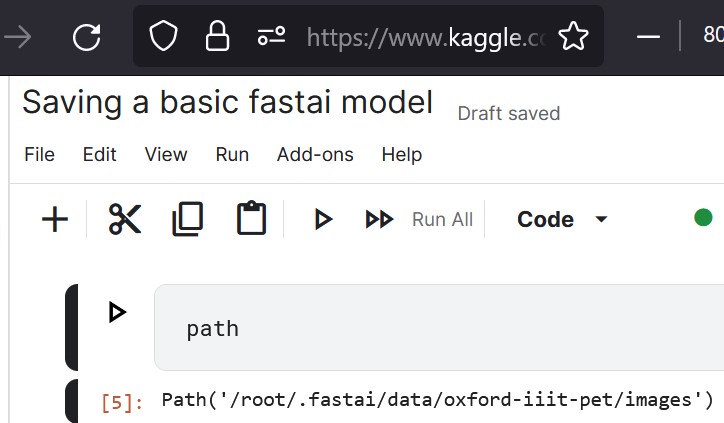 https://www.kaggle.c
80
Saving a basic fastai model Draft saved
File Edit View Run Add-ons Help
Run All Code
path
[5]: Path('/root/.fastai/data/oxford-iiit-pet/images')